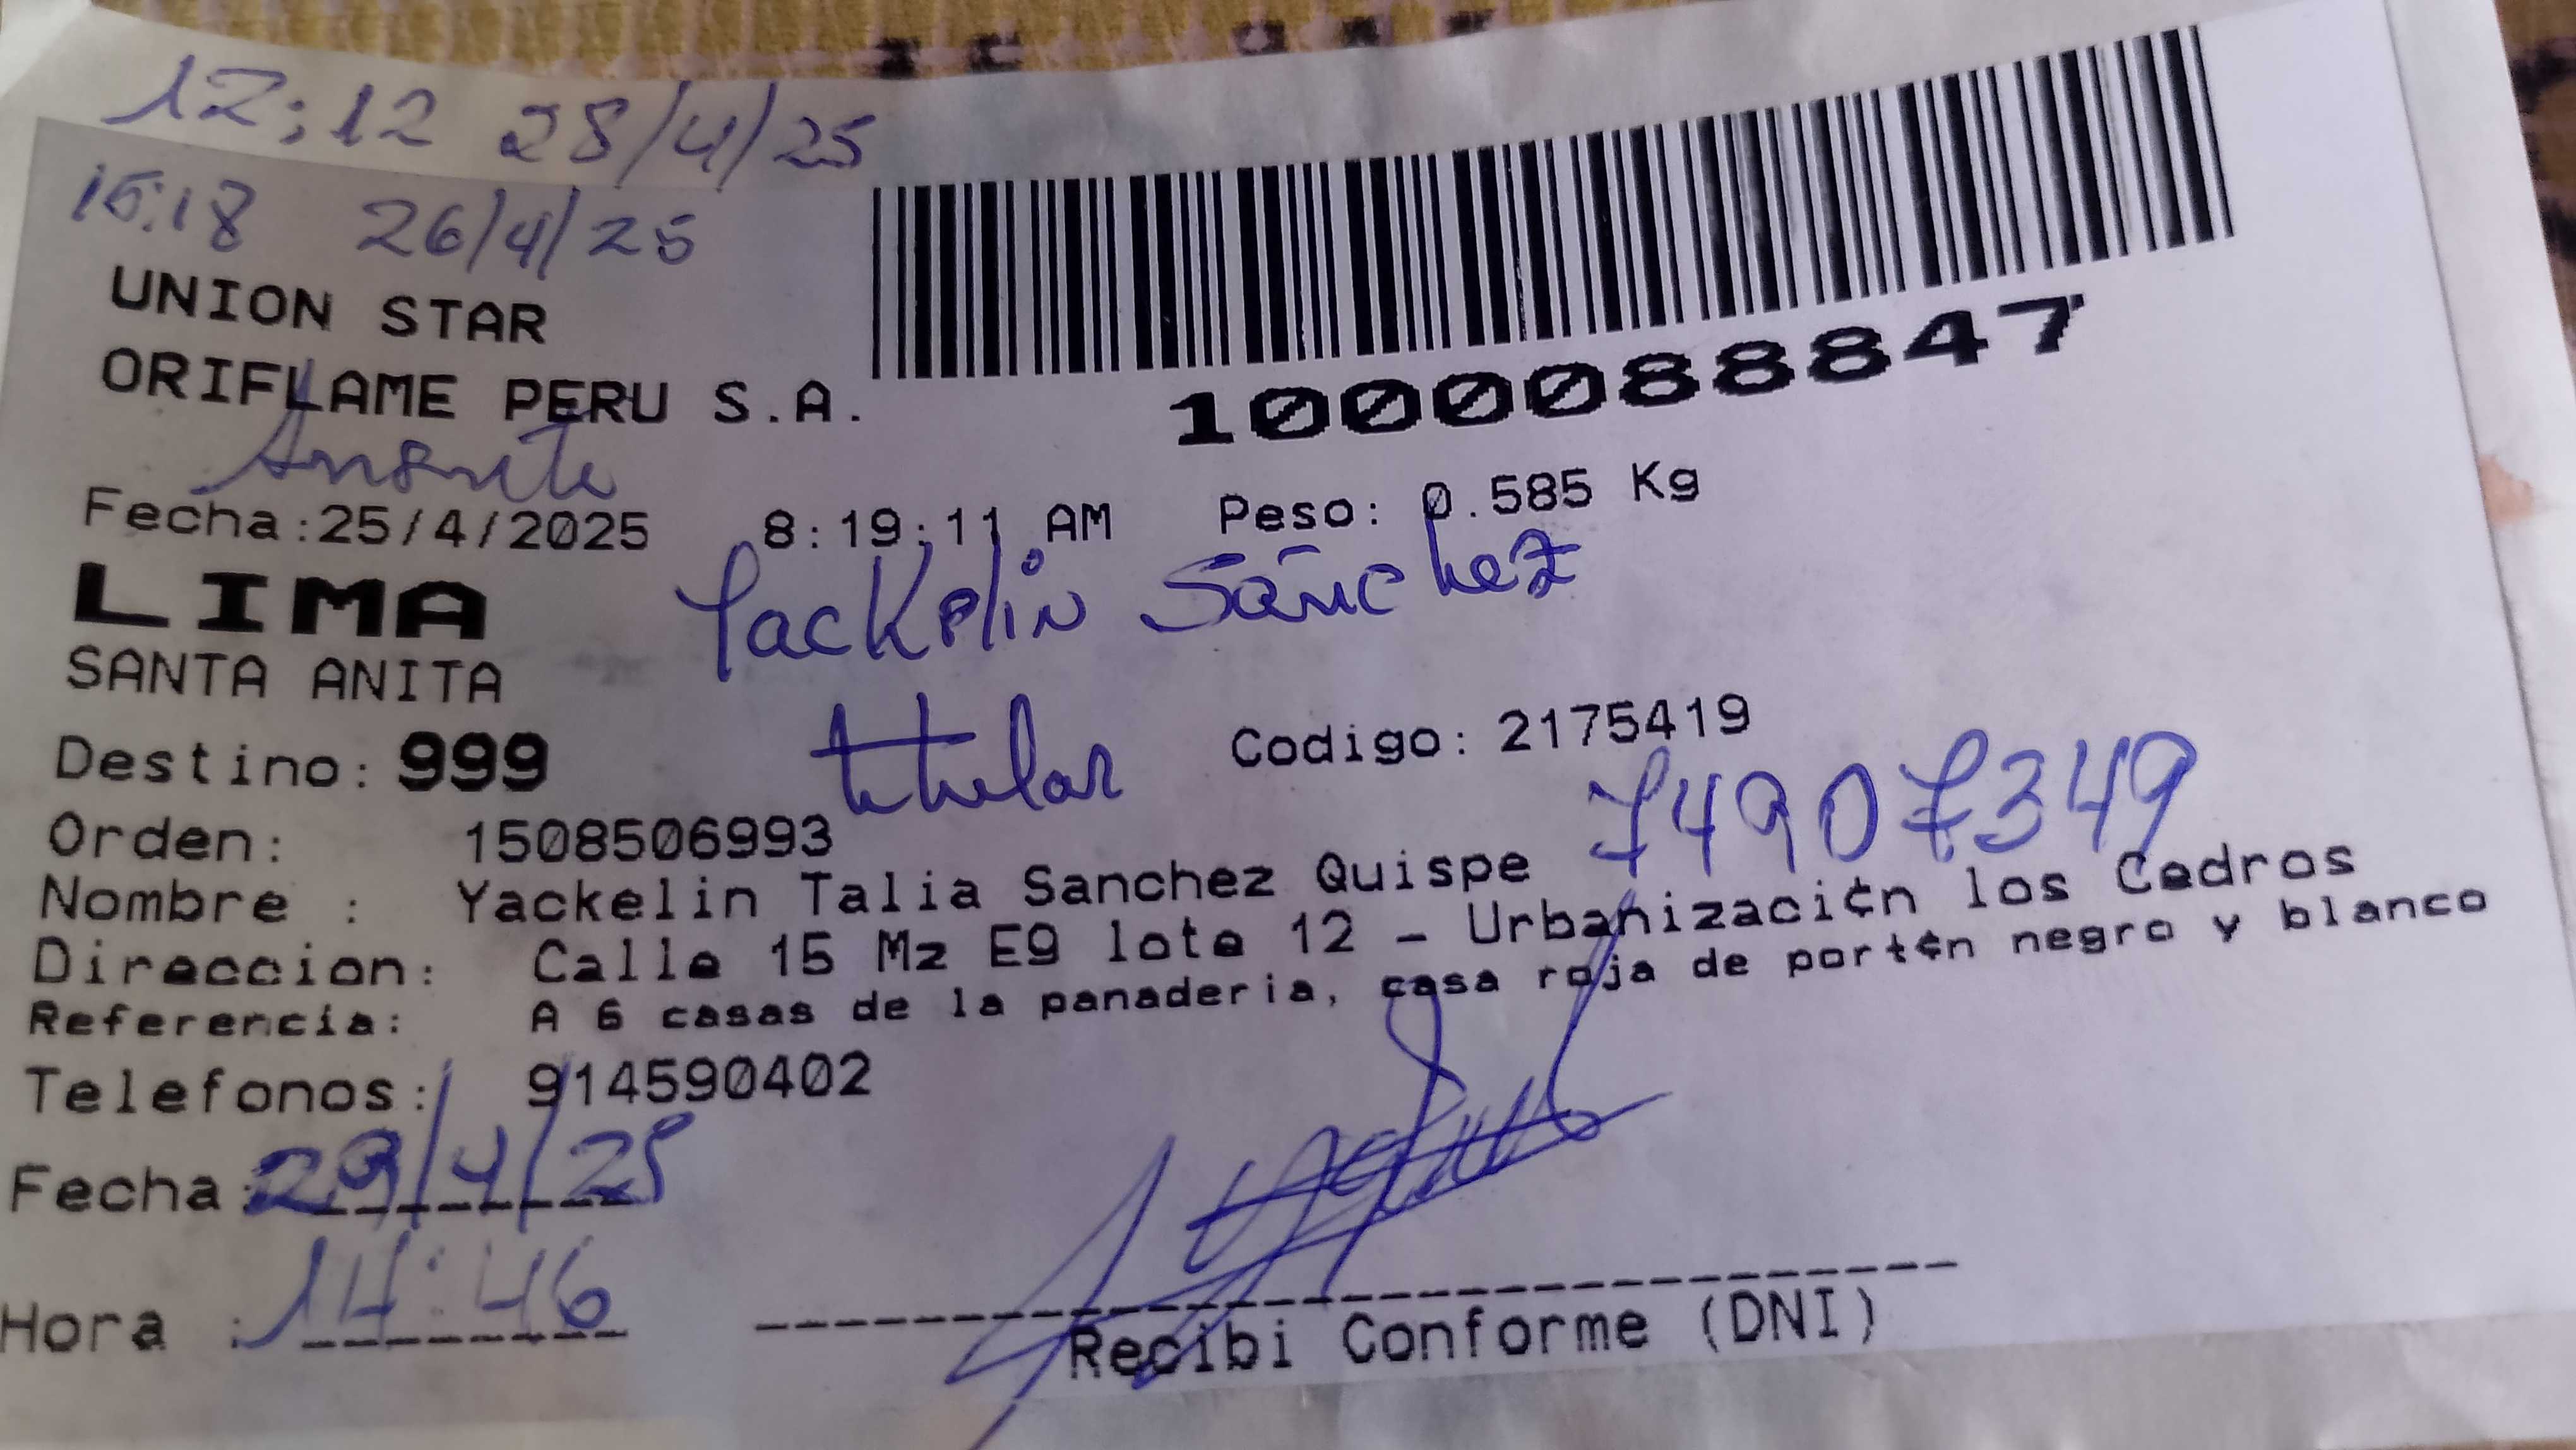 12:12 28/4/25
15:18 26/4/25
UNION STAR
ORIFLAME PERU S.A.
1000088847
Ausente
Fecha:25/4/2025 8:19:11 AM Peso: 0.585 Kg
LIMA
Yackelin Sánchez
SANTA ANITA
titular
Destino: 999 Codigo: 2175419
74907349
Orden: 1508506993
Nombre : Yackelin Talia Sanchez Quispe
Direccion: Calle 15 Mz E9 lote 12 - Urbanizaci¢n los Cedros
Referencia: A 6 casas de la panaderia, casa roja de port¢n negro y blanco
Telefonos: 914590402
Fecha: 29/4/25
Hora : 14:46
Recibi Conforme (DNI)